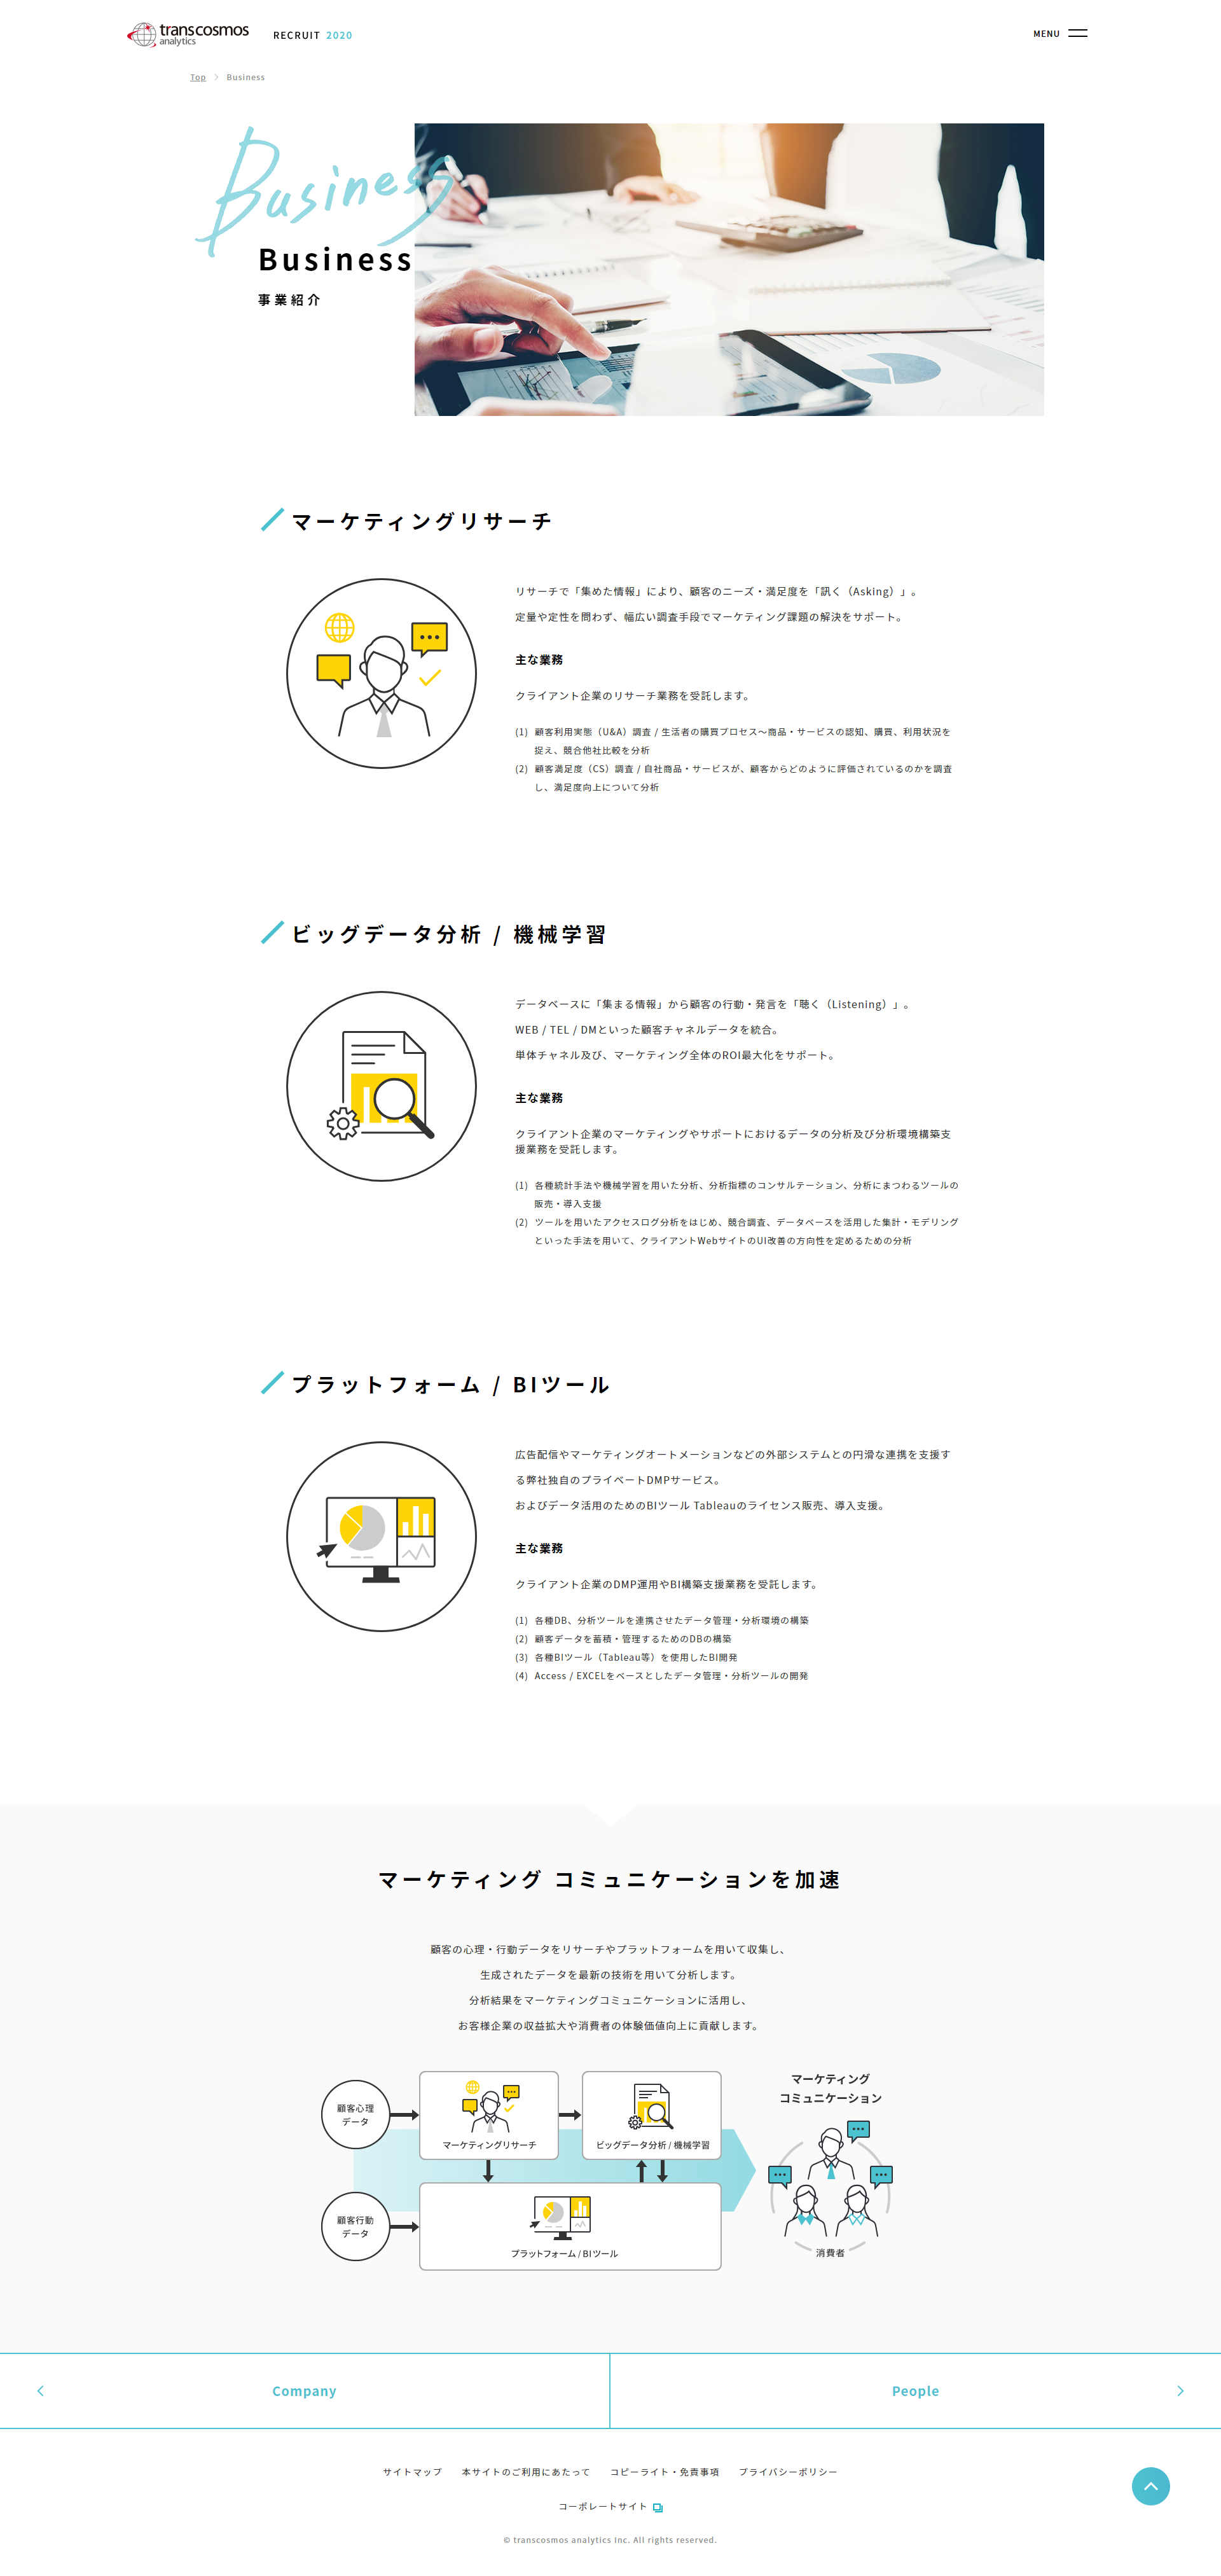 transcosmos
analytics
RECRUIT 2020
MENU
Top > Business
Business
Business
事業紹介
マーケティングリサーチ
リサーチで「集めた情報」により、顧客のニーズ・満足度を「訊く（Asking）」。
定量や定性を問わず、幅広い調査手段でマーケティング課題の解決をサポート。
主な業務
クライアント企業のリサーチ業務を受託します。
(1) 顧客利用実態（U&A）調査 / 生活者の購買プロセス～商品・サービスの認知、購買、利用状況を
捉え、競合他社比較を分析
(2) 顧客満足度（CS）調査 / 自社商品・サービスが、顧客からどのように評価されているのかを調査
し、満足度向上について分析
ビッグデータ分析 / 機械学習
データベースに「集まる情報」から顧客の行動・発言を「聴く（Listening）」。
WEB / TEL / DMといった顧客チャネルデータを統合。
単体チャネル及び、マーケティング全体のROI最大化をサポート。
主な業務
クライアント企業のマーケティングやサポートにおけるデータの分析及び分析環境構築支
援業務を受託します。
(1) 各種統計手法や機械学習を用いた分析、分析指標のコンサルテーション、分析にまつわるツールの
販売・導入支援
(2) ツールを用いたアクセスログ分析をはじめ、競合調査、データベースを活用した集計・モデリング
といった手法を用いて、クライアントWebサイトのUI改善の方向性を定めるための分析
プラットフォーム / BIツール
広告配信やマーケティングオートメーションなどの外部システムとの円滑な連携を支援す
る弊社独自のプライベートDMPサービス。
およびデータ活用のためのBIツール Tableauのライセンス販売、導入支援。
主な業務
クライアント企業のDMP運用やBI構築支援業務を受託します。
(1) 各種DB、分析ツールを連携させたデータ管理・分析環境の構築
(2) 顧客データを蓄積・管理するためのDBの構築
(3) 各種BIツール（Tableau等）を使用したBI開発
(4) Access / EXCELをベースとしたデータ管理・分析ツールの開発
マーケティング コミュニケーションを加速
顧客の心理・行動データをリサーチやプラットフォームを用いて収集し、
生成されたデータを最新の技術を用いて分析します。
分析結果をマーケティングコミュニケーションに活用し、
お客様企業の収益拡大や消費者の体験価値向上に貢献します。
顧客心理
データ
マーケティングリサーチ
ビッグデータ分析 / 機械学習
マーケティング
コミュニケーション
顧客行動
データ
プラットフォーム / BIツール
消費者
Company
People
サイトマップ 本サイトのご利用にあたって コピーライト・免責事項 プライバシーポリシー
コーポレートサイト
© transcosmos analytics Inc. All rights reserved.